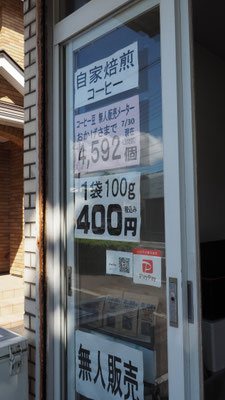 自家焙煎
コーヒー
コーヒー豆 無人販売メーター
おかげさまで 7/30 現在
4,592個
1袋100g
400円 税込み
PayPay
無人販売